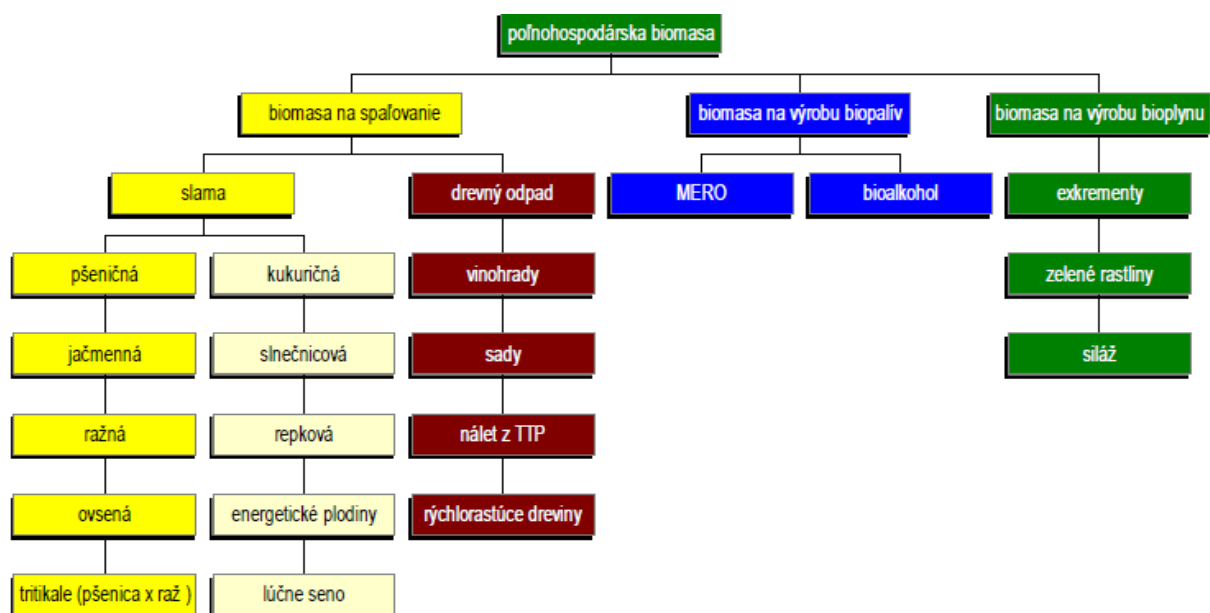 poľnohospodárska biomasa
biomasa na spaľovanie
biomasa na výrobu biopalív
biomasa na výrobu bioplynu
slama
drevný odpad
MERO
bioalkohol
exkrementy
pšeničná
kukuričná
vinohrady
zelené rastliny
jačmenná
slnečnicová
sady
siláž
ražná
repková
nálet z TTP
ovsená
energetické plodiny
rýchlorastúce dreviny
tritikale (pšenica x raž )
lúčne seno